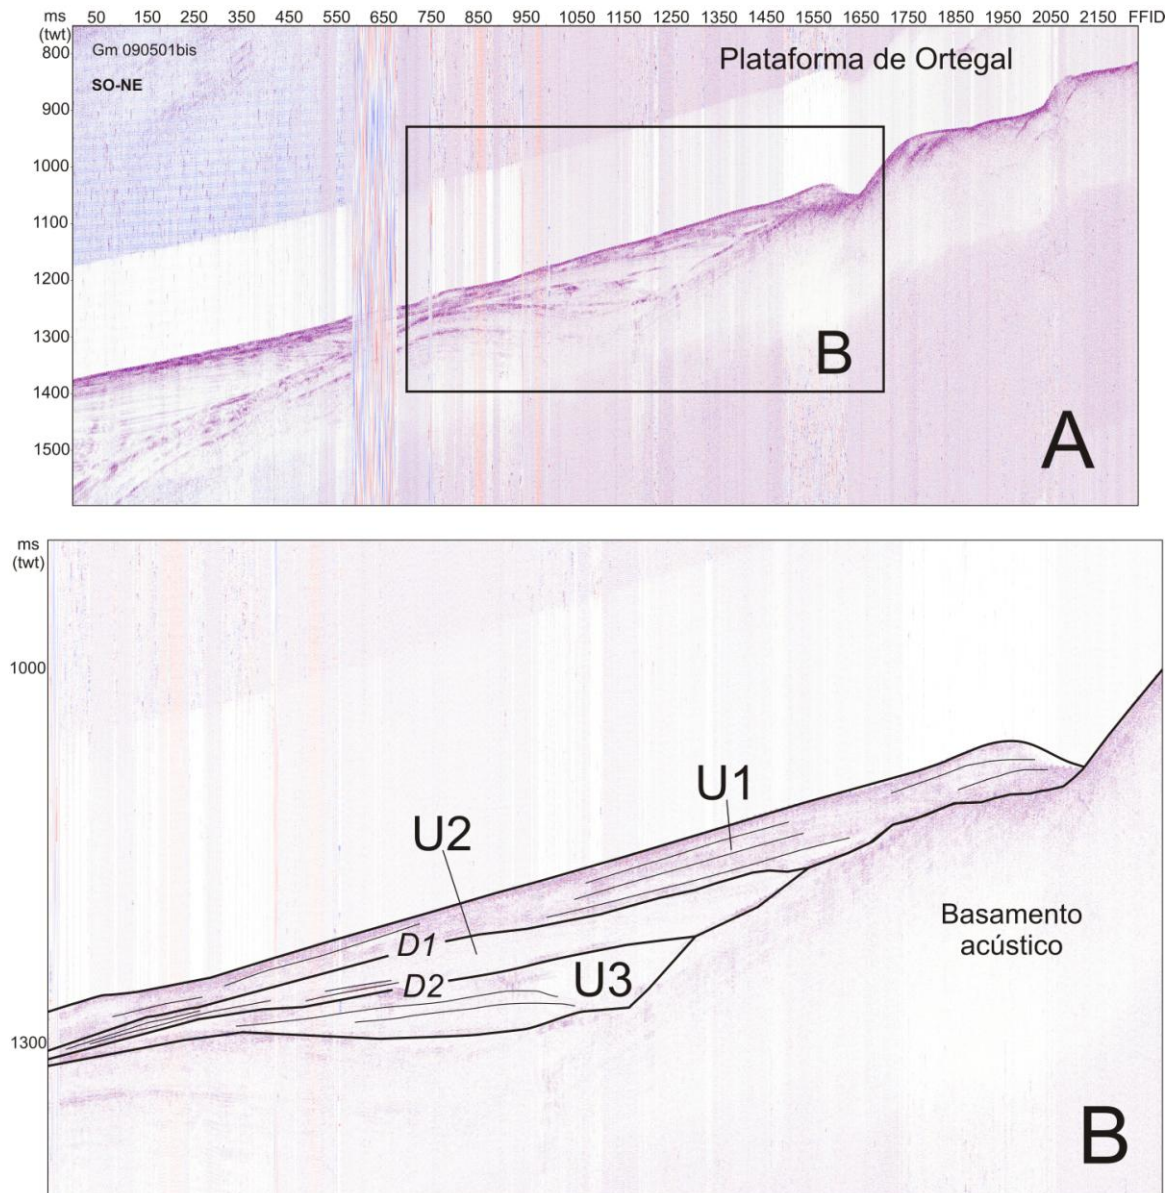 ms 50 150 250 350 450 550 650 750 850 950 1050 1150 1250 1350 1450 1550 1650 1750 1850 1950 2050 2150 FFID
(twt)
800
Gm 090501bis
Plataforma de Ortegal
SO-NE
900
1000
1100
1200
1300
B
1400
A
1500
ms
(twt)
1000
U1
U2
D1
Basamento
acústico
D2
U3
1300
B